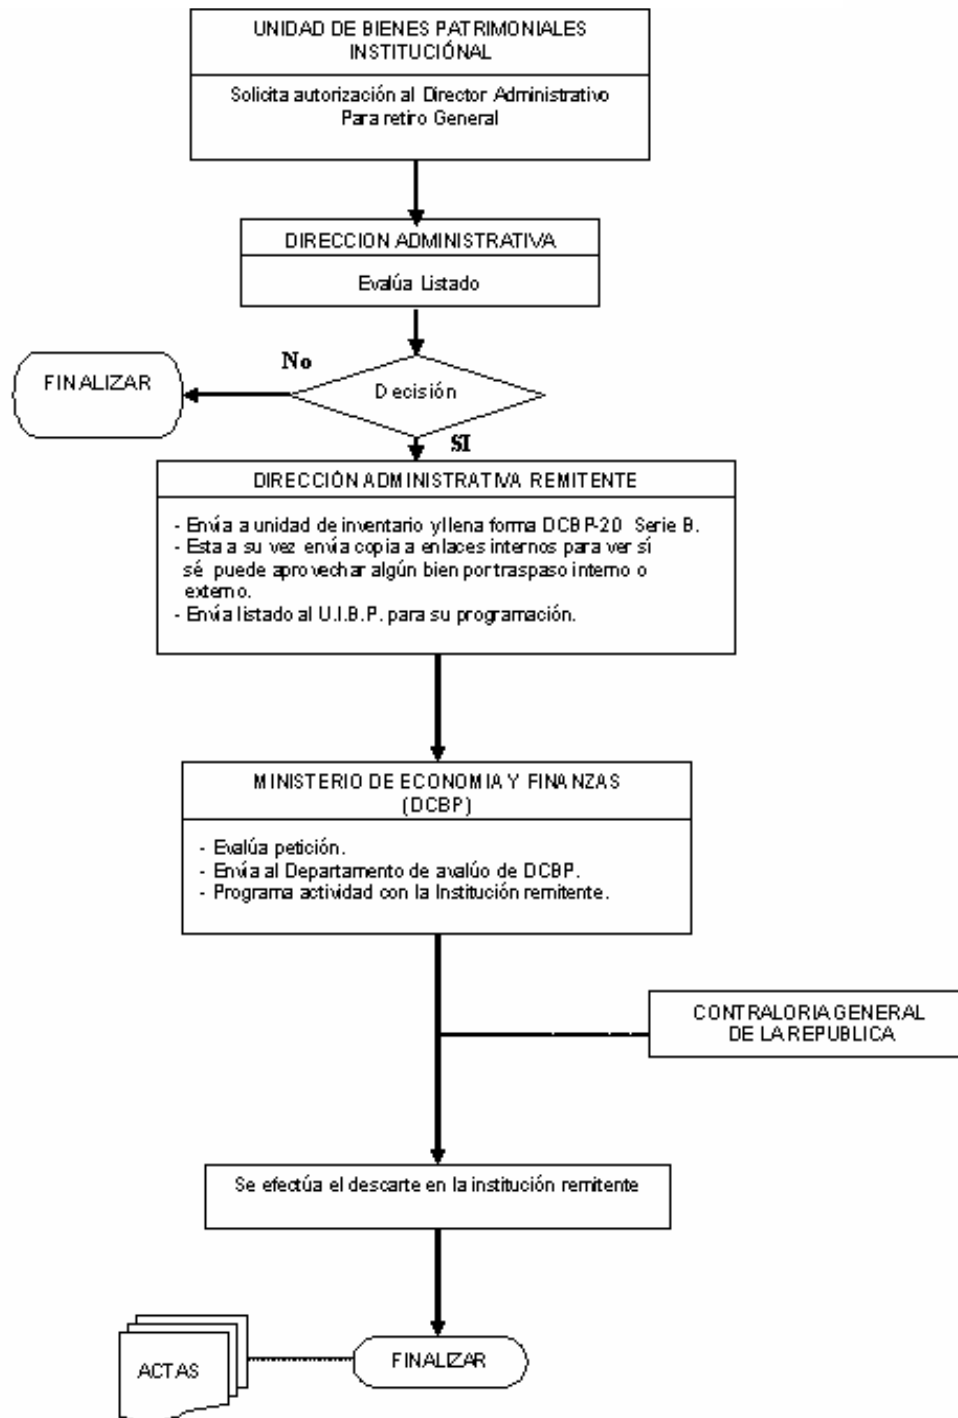 UNIDAD DE BIENES PATRIMONIALES
INSTITUCIÓNAL
Solicita autorización al Director Administrativo
Para retiro General
DIRECCION ADMINISTRATIVA
Evalúa Listado
No
FINALIZAR
Decisión
SI
DIRECCIÓN ADMINISTRATIVA REMITENTE
- Envía a unidad de inventario y llena forma DCBP-20 Serie B.
- Esta a su vez envía copia a enlaces internos para ver sí
sé puede aprovechar algún bien por traspaso interno o
externo.
- Envía listado al U.I.B.P. para su programación.
MINISTERIO DE ECONOMIA Y FINANZAS
(DCBP)
- Evalúa petición.
- Envía al Departamento de avalúo de DCBP.
- Programa actividad con la Institución remitente.
CONTRALORIA GENERAL
DE LA REPUBLICA
Se efectúa el descarte en la institución remitente
FINALIZAR
ACTAS